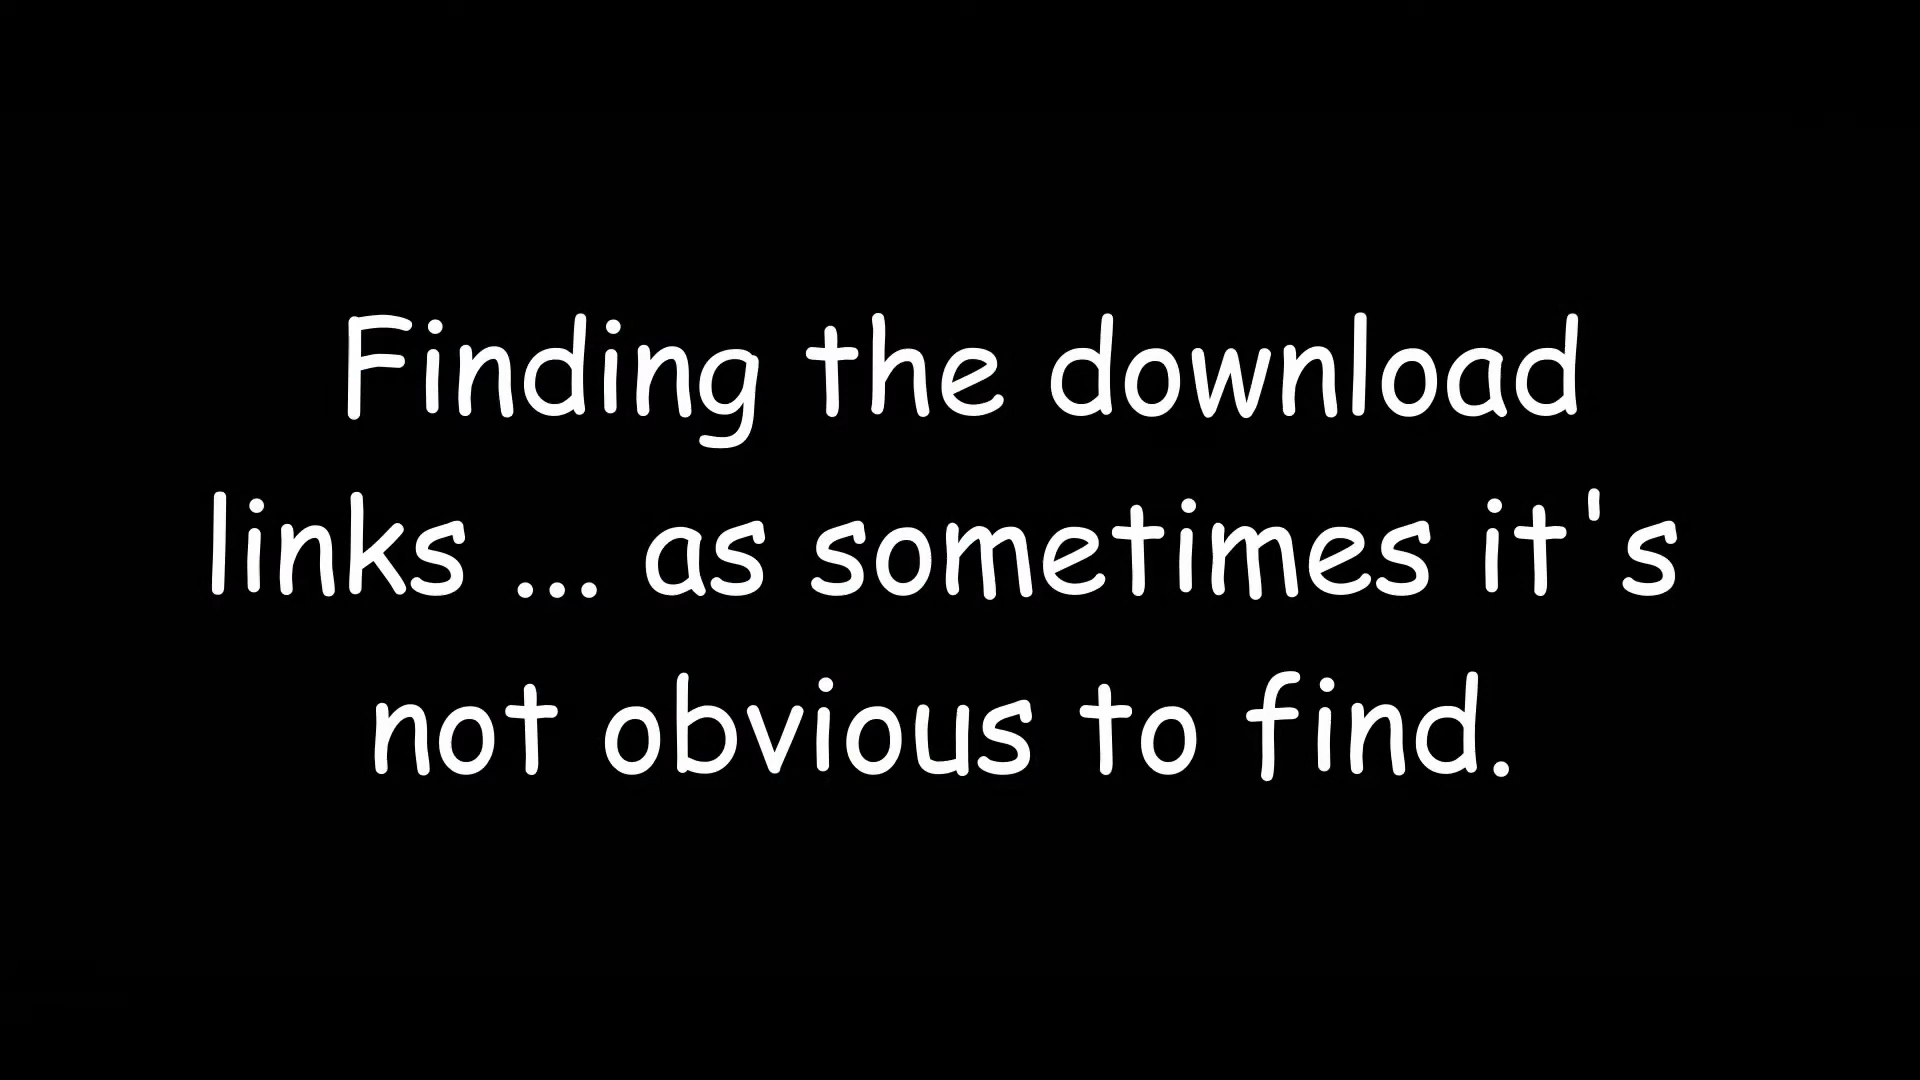 Finding the download
links ... as sometimes it's
not obvious to find.